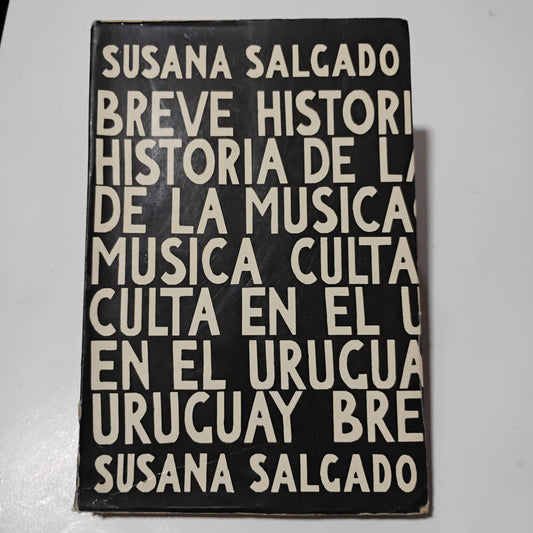 SUSANA SALGADO
BREVE HISTORI
HISTORIA DE LA
DE LA MUSICA
MUSICA CULTA
CULTA EN EL U
EN EL URUGUA
URUGUAY BRE
SUSANA SALGADO